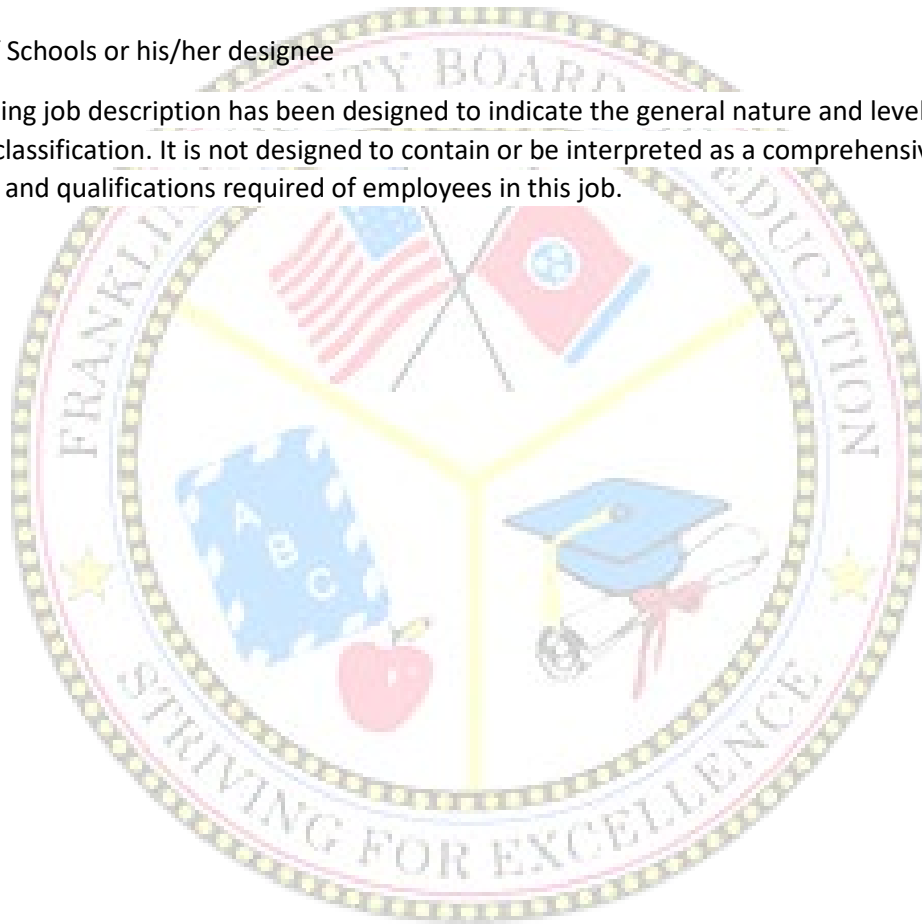 Schools or his/her designee
ing job description has been designed to indicate the general nature and level
classification. It is not designed to contain or be interpreted as a comprehensiv
and qualifications required of employees in this job.
FRANKLIN
NTY BOARD
EDUCATION
A
B
C
STRIVING FOR EXCELLENCE